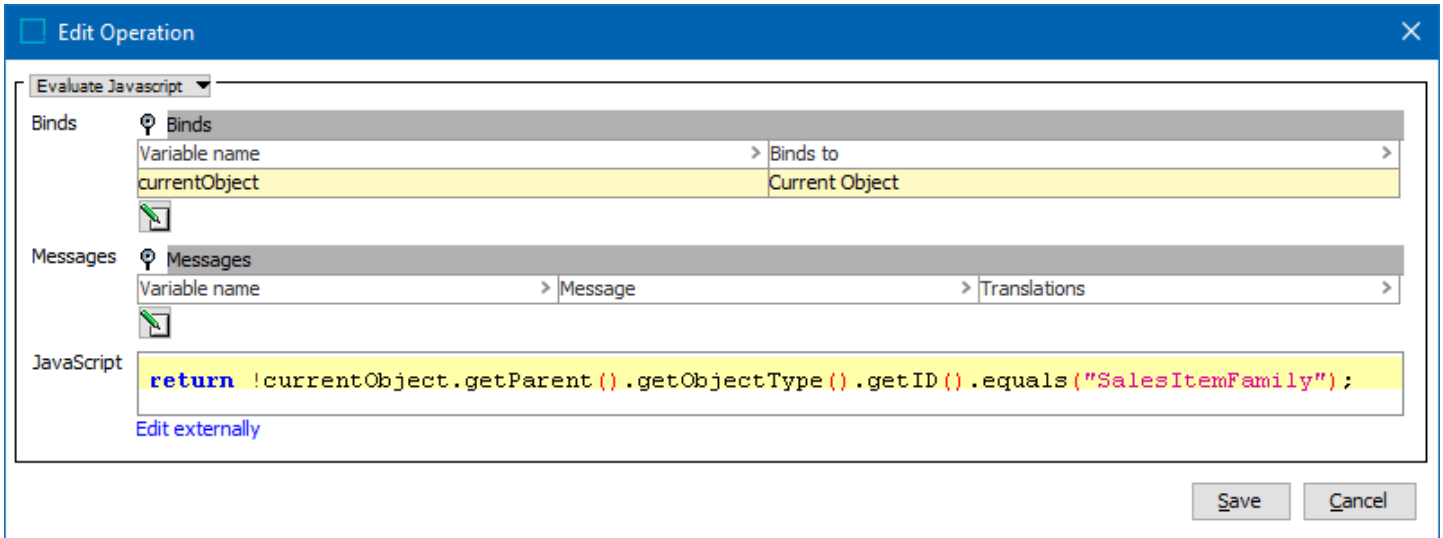 Edit Operation
Evaluate Javascript
Binds Binds
Variable name > Binds to >
currentObject Current Object
Messages Messages
Variable name > Message > Translations >
JavaScript
return !currentObject.getParent().getObjectType().getID().equals("SalesItemFamily");
Edit externally
Save Cancel